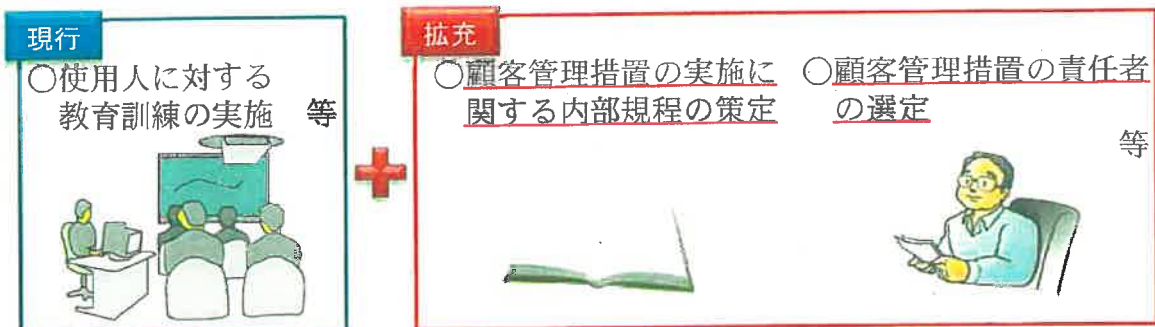 現行
○使用人に対する
教育訓練の実施 等
拡充
○顧客管理措置の実施に
関する内部規程の策定
○顧客管理措置の責任者
の選定
等